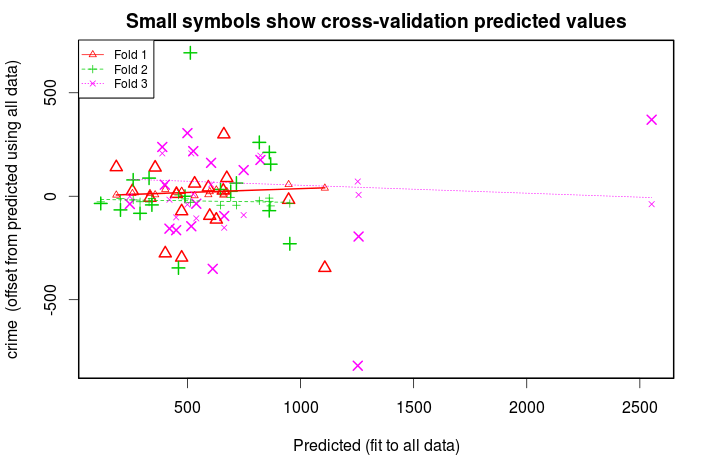 Small symbols show cross-validation predicted values
Fold 1
Fold 2
Fold 3
crime  (offset from predicted using all data)
500
0
-500
500
1000
1500
2000
2500
Predicted (fit to all data)